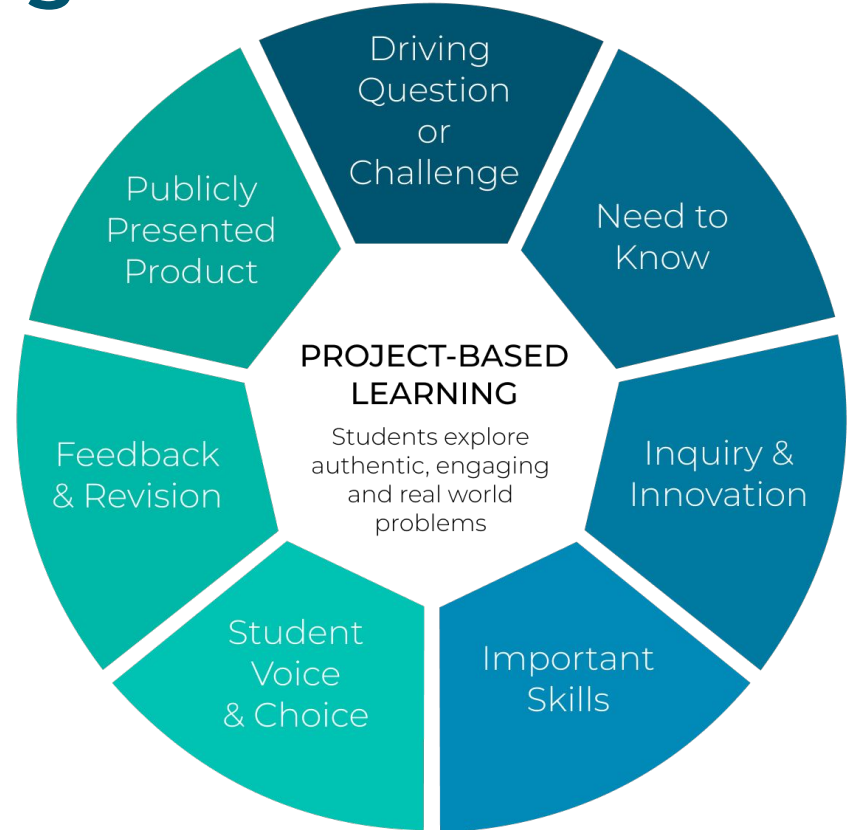 Driving
Question
or
Challenge
Need to
Know
Inquiry &
Innovation
Important
Skills
Student
Voice
& Choice
Feedback
& Revision
Publicly
Presented
Product
PROJECT-BASED
LEARNING
Students explore
authentic, engaging
and real world
problems